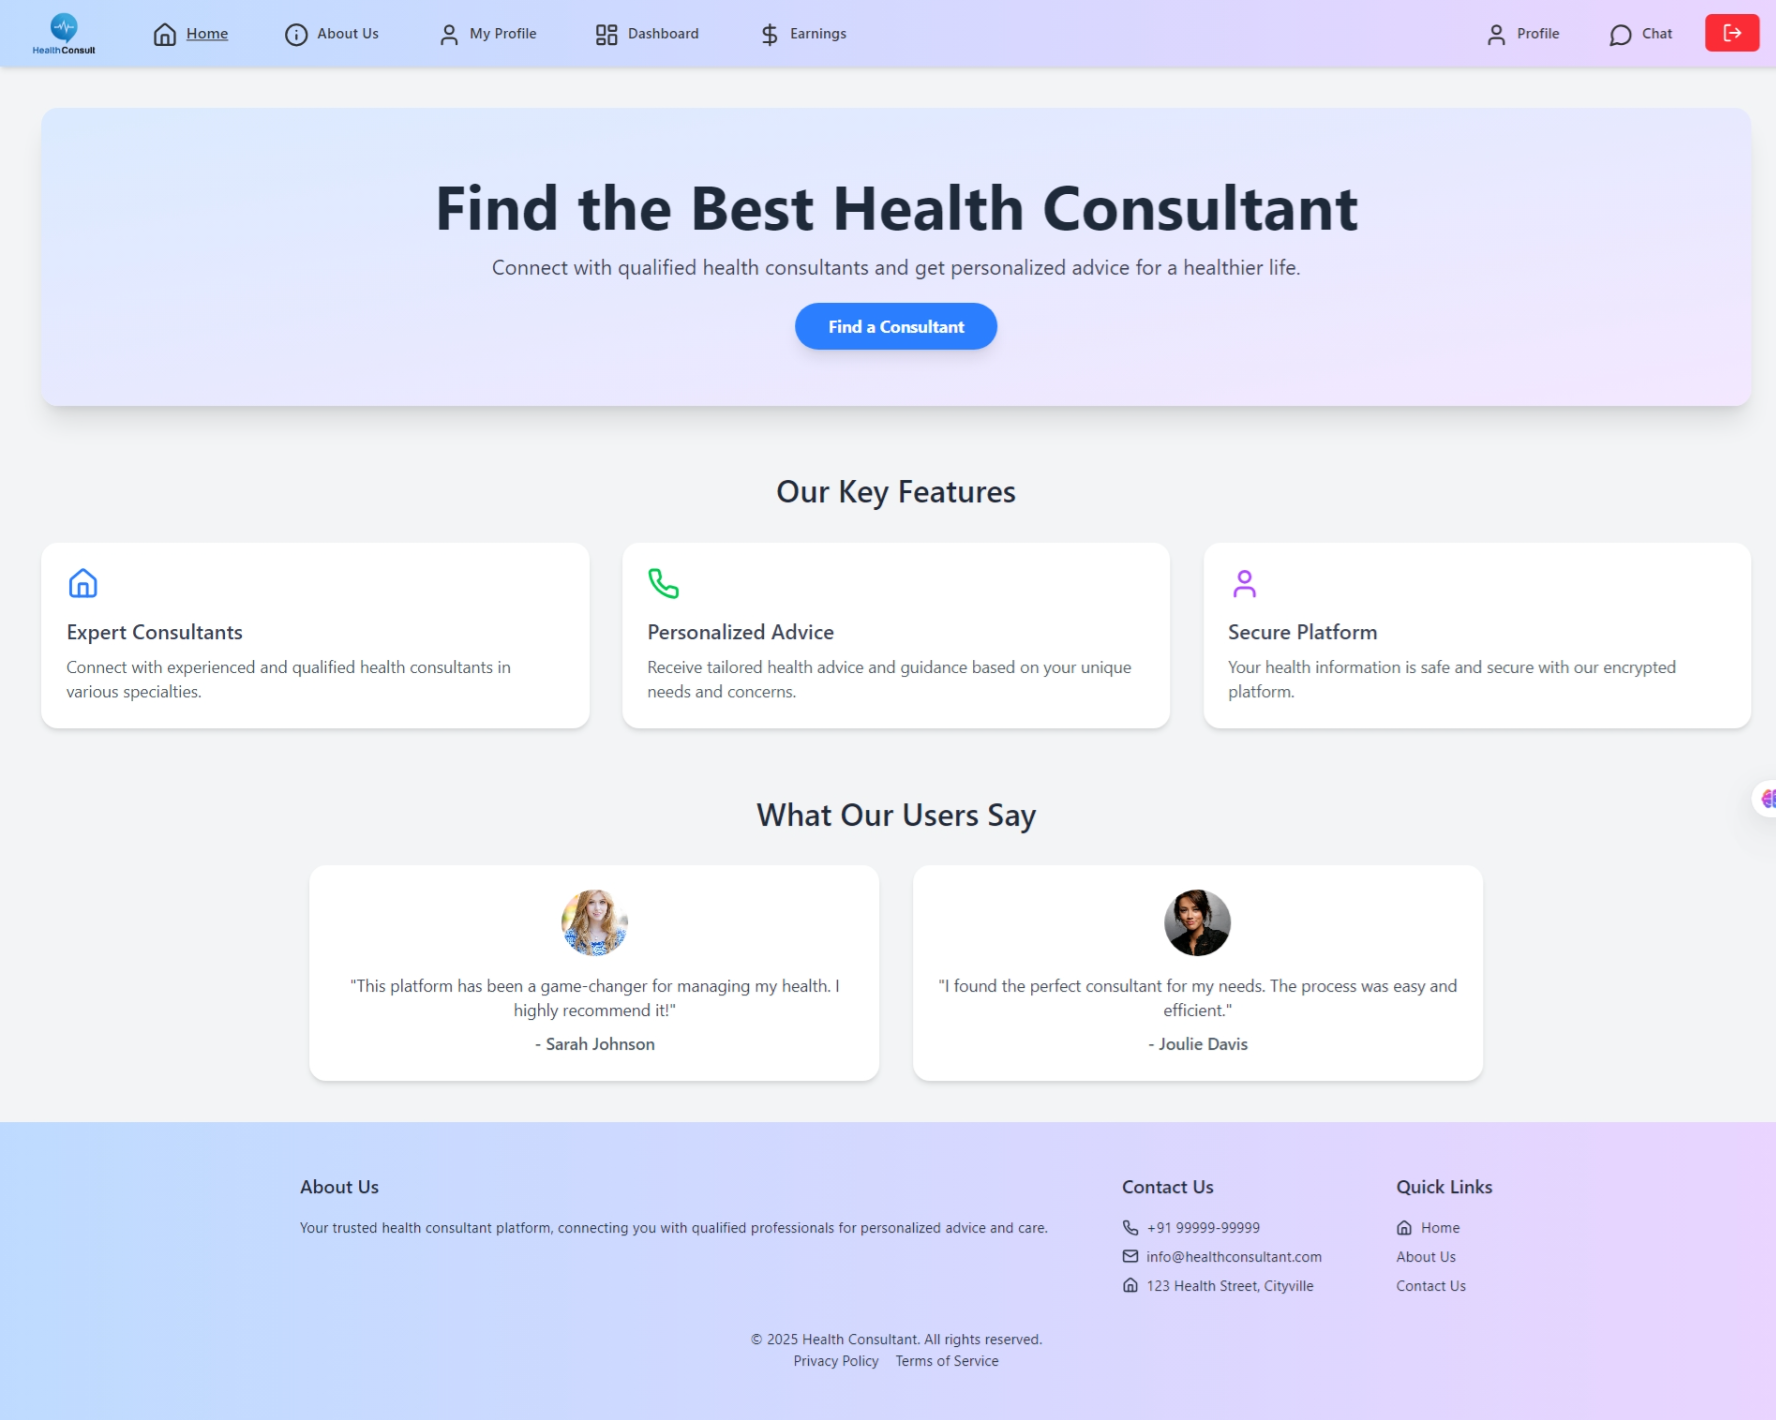 HealthConsult
Home
About Us
My Profile
Dashboard
Earnings
Profile
Chat
Find the Best Health Consultant
Connect with qualified health consultants and get personalized advice for a healthier life.
Find a Consultant
Our Key Features
Expert Consultants
Connect with experienced and qualified health consultants in
various specialties.
Personalized Advice
Receive tailored health advice and guidance based on your unique
needs and concerns.
Secure Platform
Your health information is safe and secure with our encrypted
platform.
What Our Users Say
"This platform has been a game-changer for managing my health. I
highly recommend it!"
- Sarah Johnson
"I found the perfect consultant for my needs. The process was easy and
efficient."
- Joulie Davis
About Us
Your trusted health consultant platform, connecting you with qualified professionals for personalized advice and care.
Contact Us
+91 99999-99999
info@healthconsultant.com
123 Health Street, Cityville
Quick Links
Home
About Us
Contact Us
© 2025 Health Consultant. All rights reserved.
Privacy Policy Terms of Service